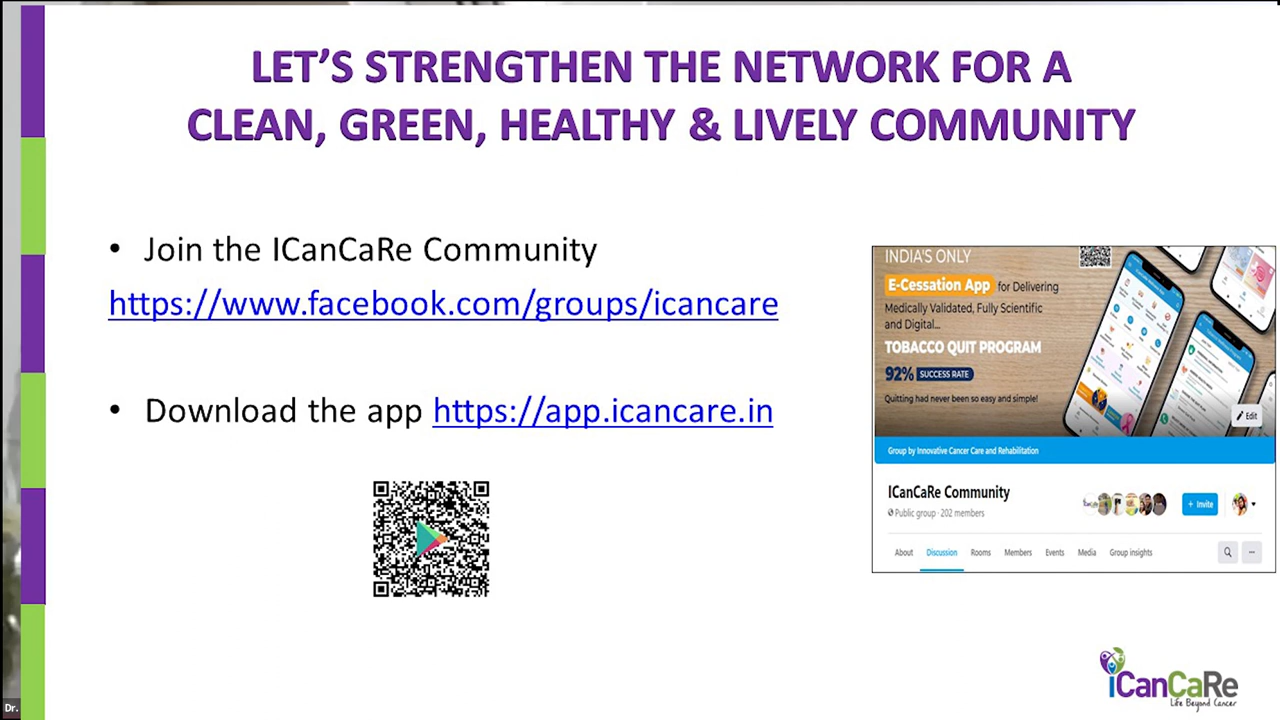 LET’S STRENGTHEN THE NETWORK FOR A
CLEAN, GREEN, HEALTHY & LIVELY COMMUNITY
• Join the ICanCaRe Community
https://www.facebook.com/groups/icancare
• Download the app https://app.icancare.in
INDIA'S ONLY
E-Cessation App for Delivering
Medically Validated, Fully Scientific
and Digital...
TOBACCO QUIT PROGRAM
92% SUCCESS RATE
Quitting had never been so easy and simple!
Edit
Group by Innovative Cancer Care and Rehabilitation
ICanCaRe Community
Public group · 202 members
+ Invite
About Discussion Rooms Members Events Media Group insights
iCanCaRe
Life Beyond Cancer
Dr.